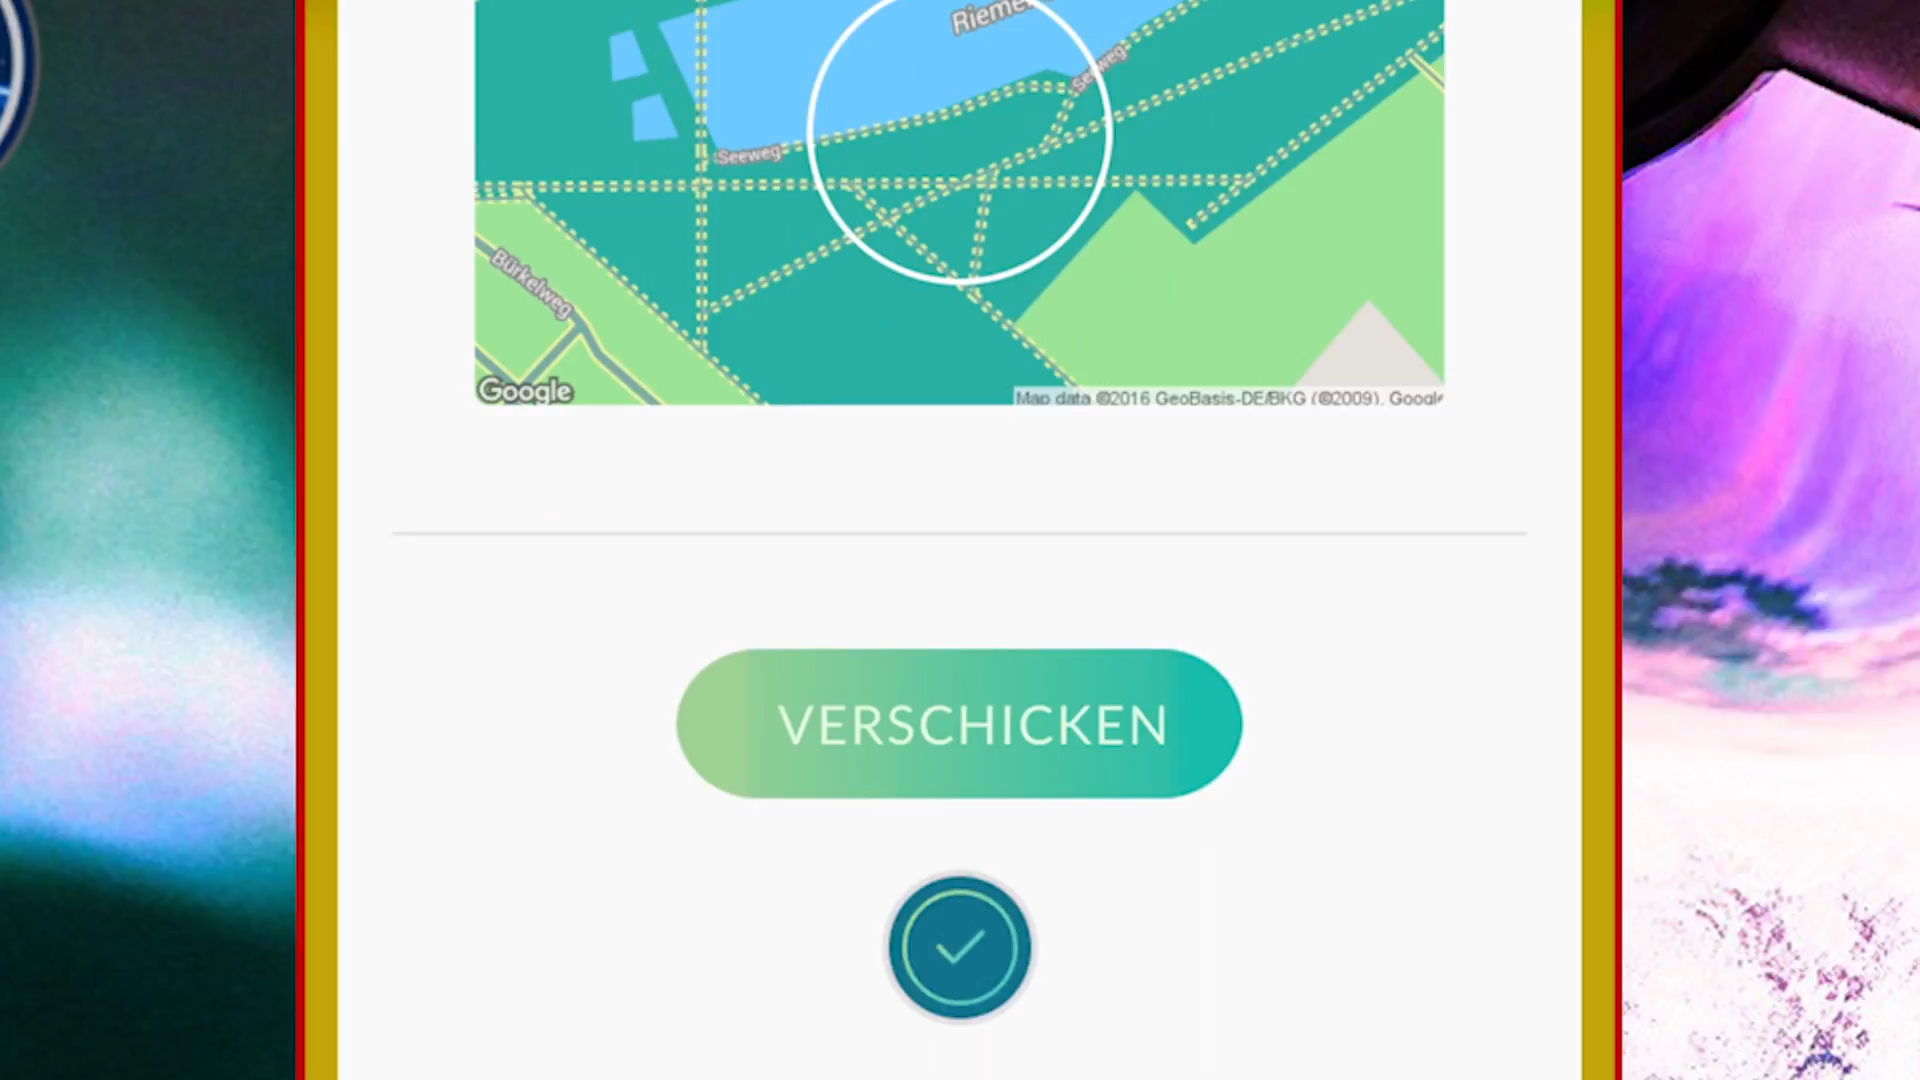 Seeweg
Seeweg
Bürkelweg
Google
Map data ©2016 GeoBasis-DE/BKG (©2009), Google
VERSCHICKEN